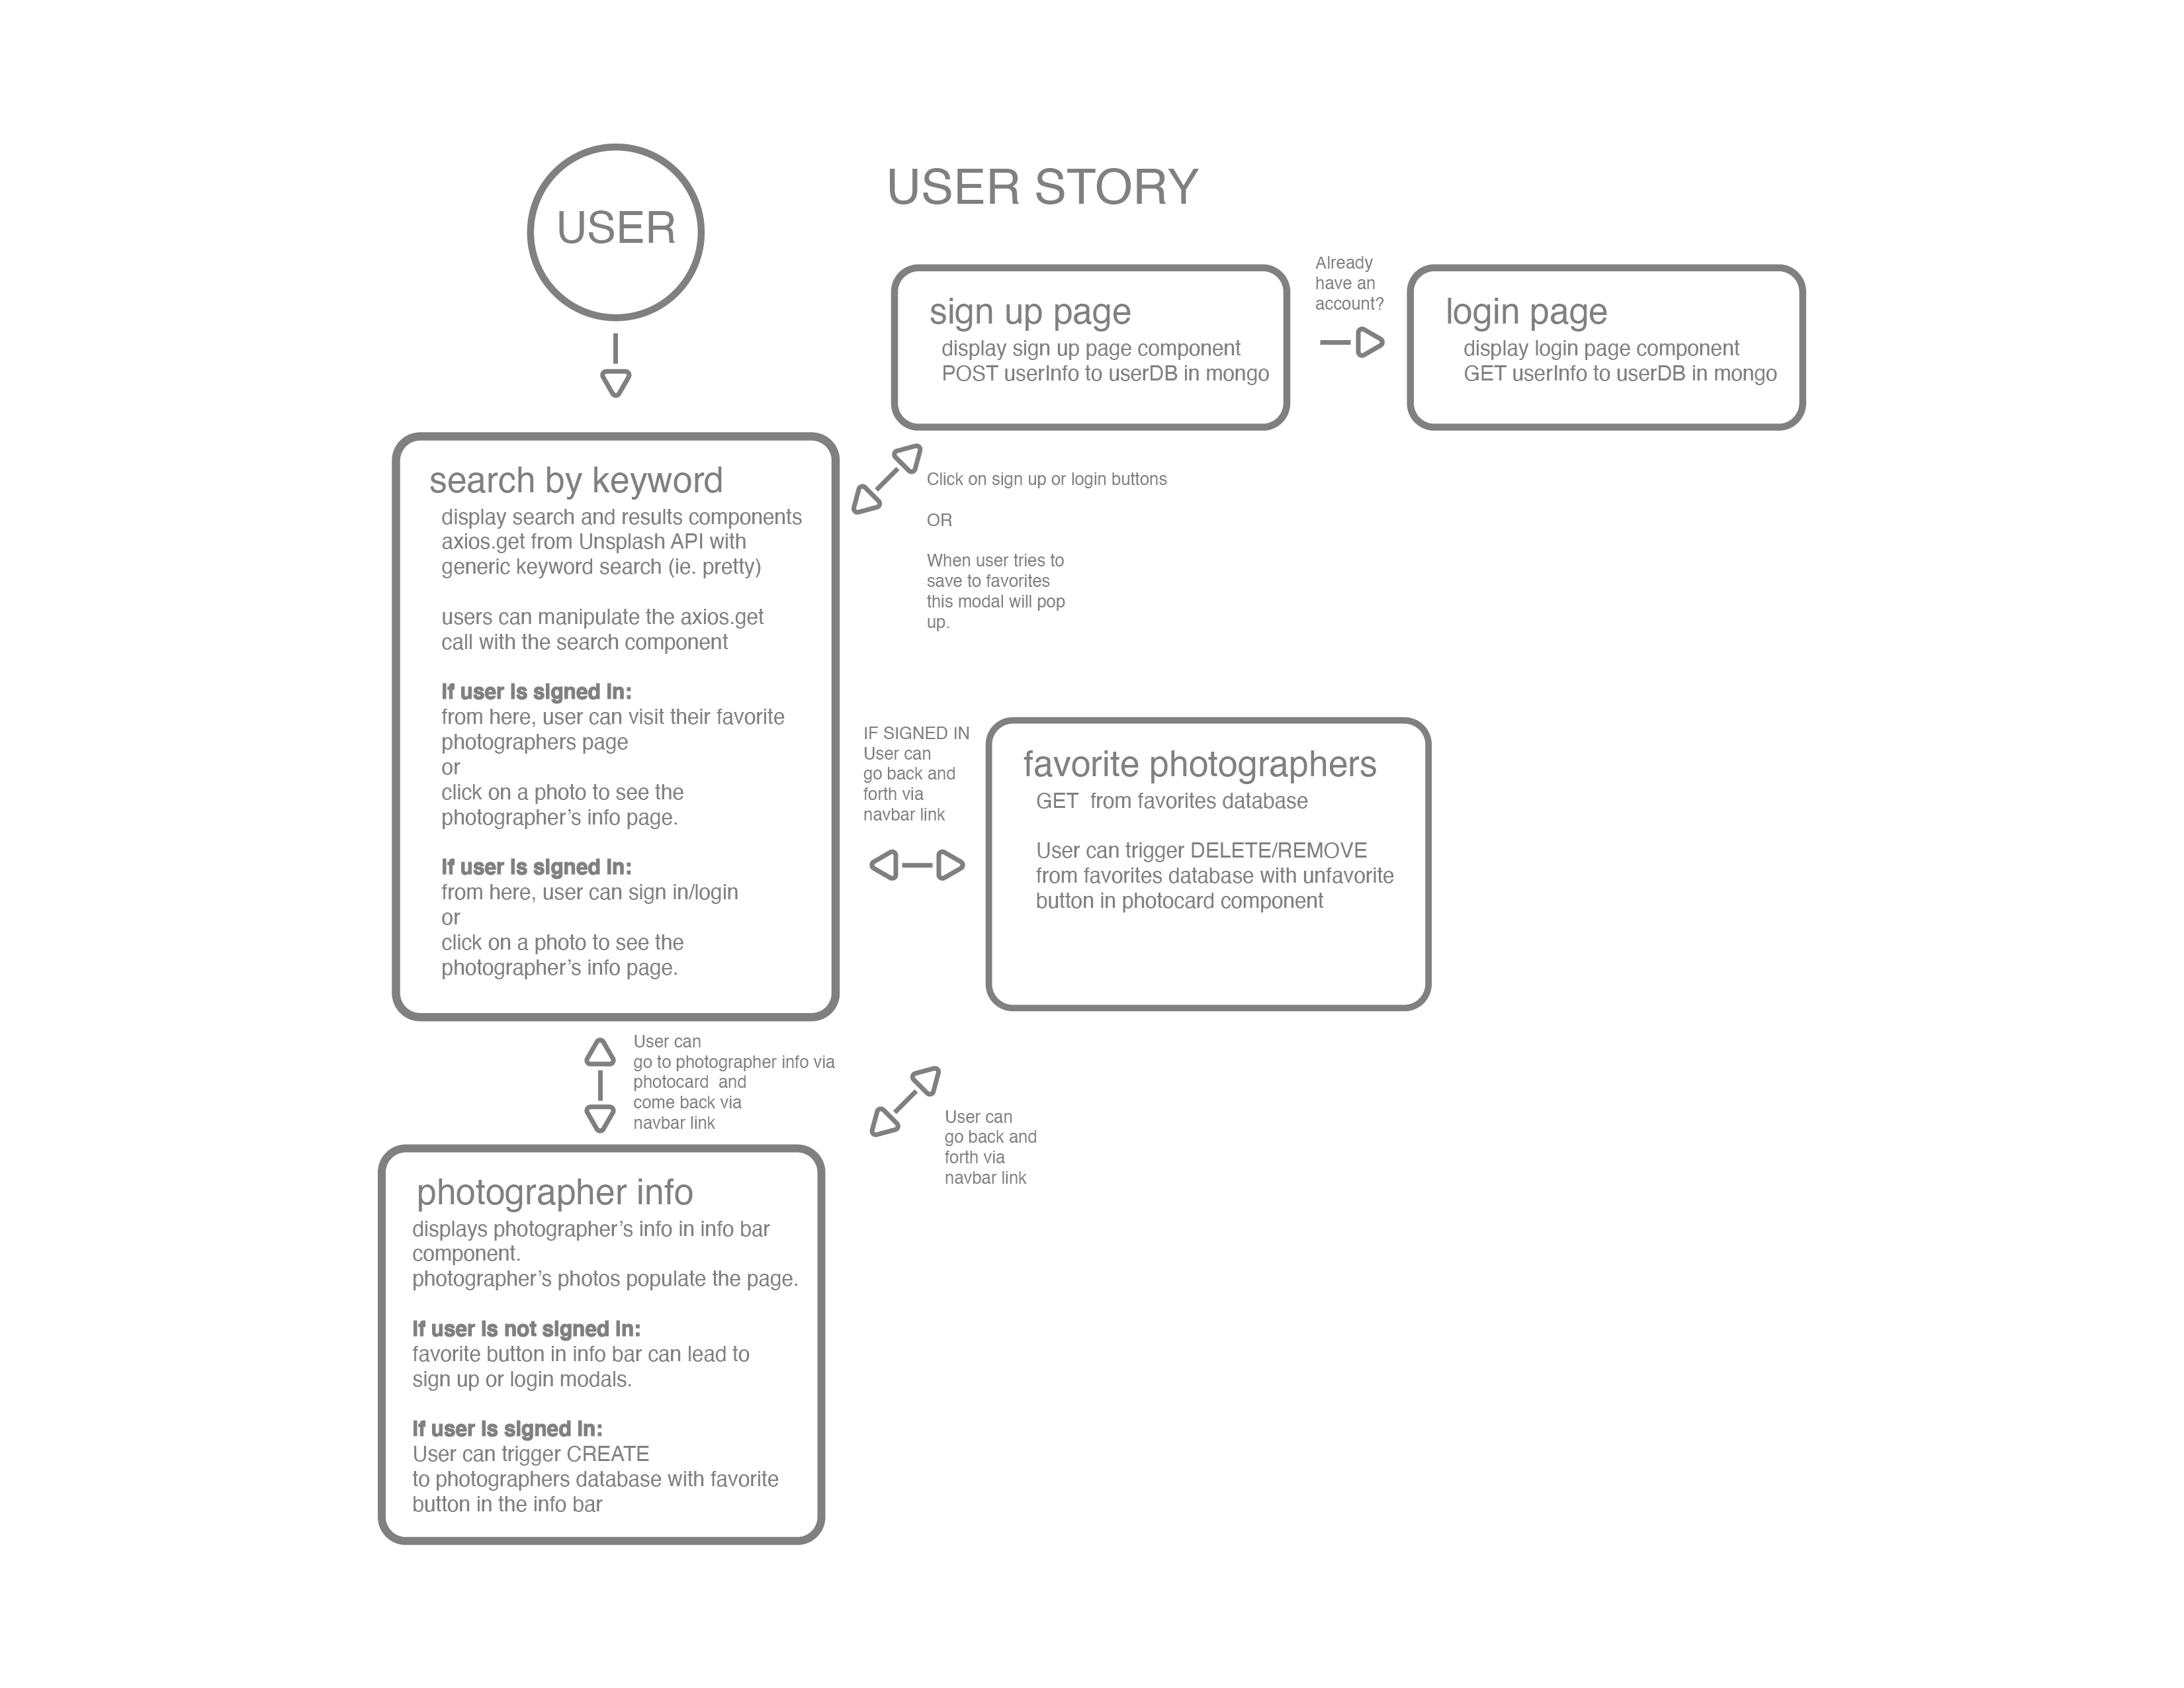 USER
USER STORY
sign up page
display sign up page component
POST userInfo to userDB in mongo
Already
have an
account?
login page
display login page component
GET userInfo to userDB in mongo
search by keyword
display search and results components
axios.get from Unsplash API with
generic keyword search (ie. pretty)
users can manipulate the axios.get
call with the search component
If user is signed in:
from here, user can visit their favorite
photographers page
or
click on a photo to see the
photographer’s info page.
If user is signed in:
from here, user can sign in/login
or
click on a photo to see the
photographer’s info page.
Click on sign up or login buttons
OR
When user tries to
save to favorites
this modal will pop
up.
IF SIGNED IN
User can
go back and
forth via
navbar link
favorite photographers
GET  from favorites database
User can trigger DELETE/REMOVE
from favorites database with unfavorite
button in photocard component
User can
go to photographer info via
photocard  and
come back via
navbar link
User can
go back and
forth via
navbar link
photographer info
displays photographer’s info in info bar
component.
photographer’s photos populate the page.
If user is not signed in:
favorite button in info bar can lead to
sign up or login modals.
If user is signed in:
User can trigger CREATE
to photographers database with favorite
button in the info bar